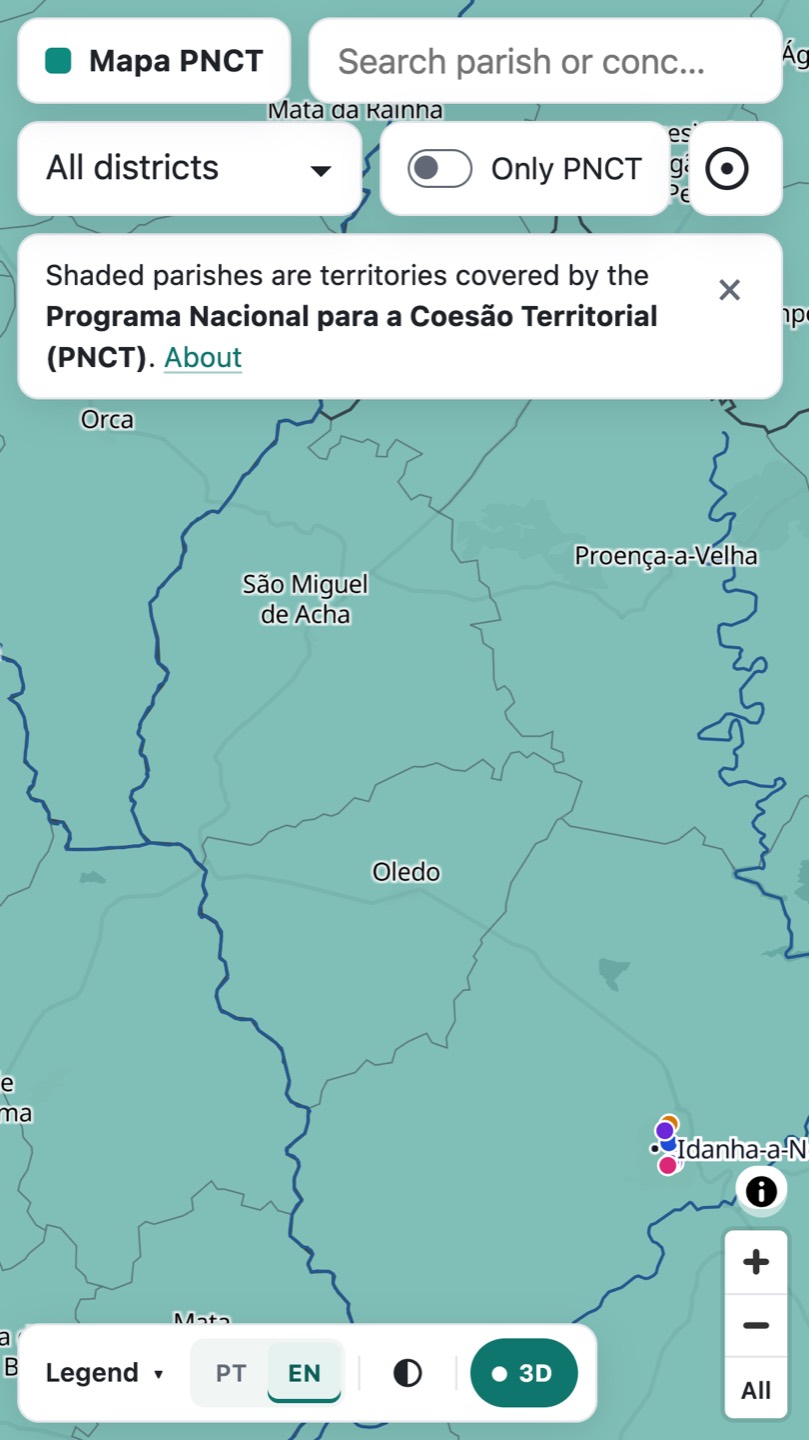 Mapa PNCT
Search parish or conc...
Mata da Rainha
All districts
Only PNCT
Shaded parishes are territories covered by the
Programa Nacional para a Coesão Territorial
(PNCT). About
Orca
Proença-a-Velha
São Miguel
de Acha
Oledo
Idanha-a-N
Mata
Legend
PT
EN
3D
+
−
All